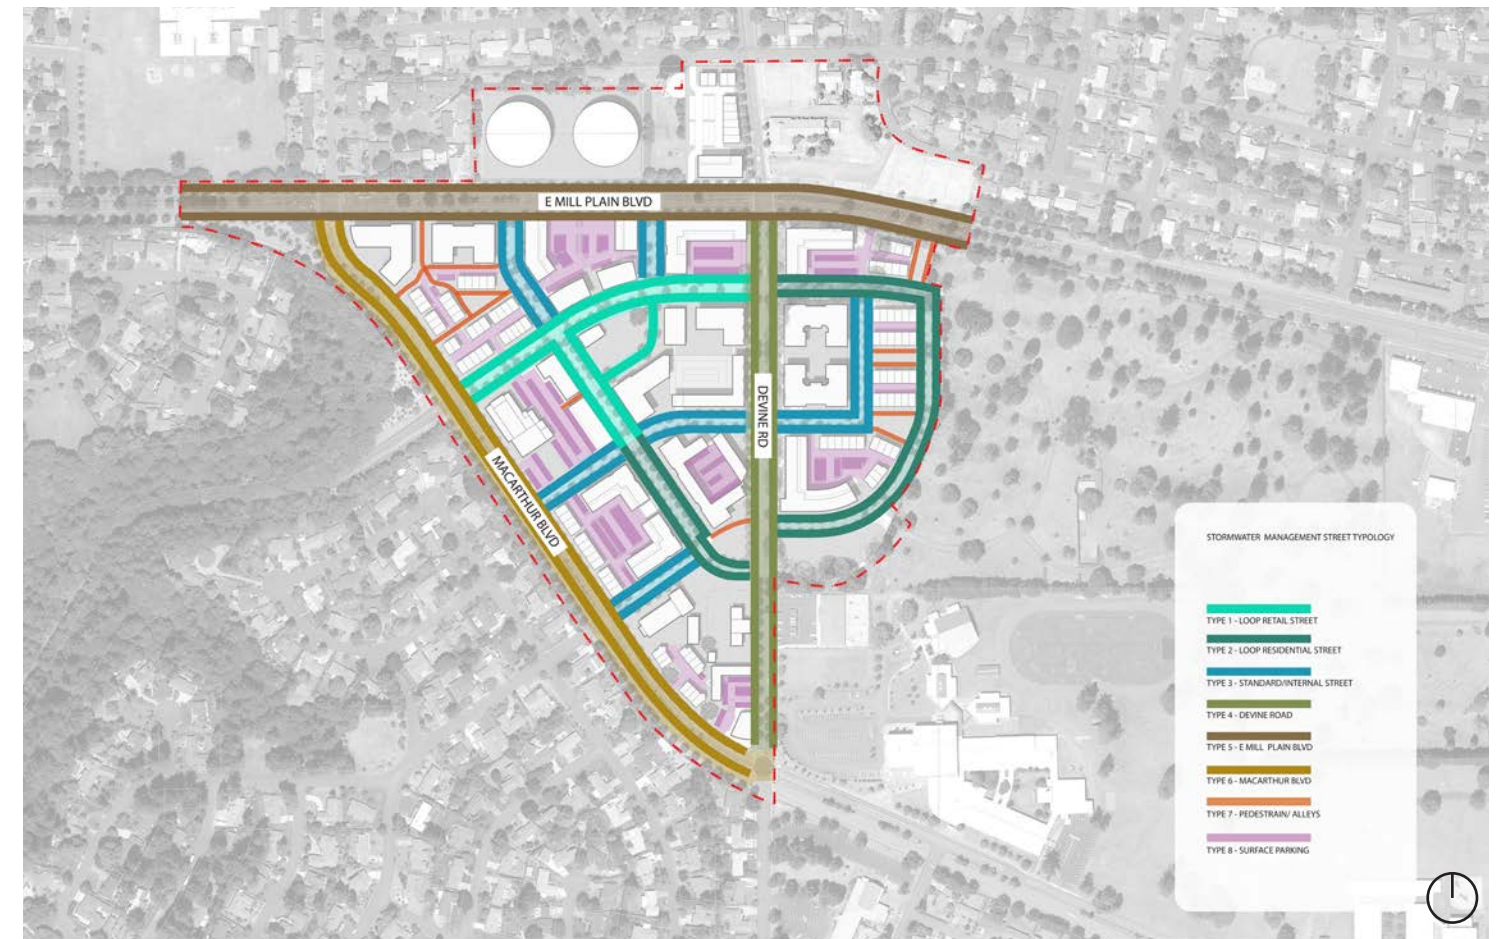 E MILL PLAIN BLVD
DEVINE RD
MACARTHUR BLVD
STORMWATER MANAGEMENT STREET TYPOLOGY
TYPE 1 - LOOP RETAIL STREET
TYPE 2 - LOOP RESIDENTIAL STREET
TYPE 3 - STANDARD/INTERNAL STREET
TYPE 4 - DEVINE ROAD
TYPE 5 - E MILL PLAIN BLVD
TYPE 6 - MACARTHUR BLVD
TYPE 7 - PEDESTRAIN/ ALLEYS
TYPE 8 - SURFACE PARKING